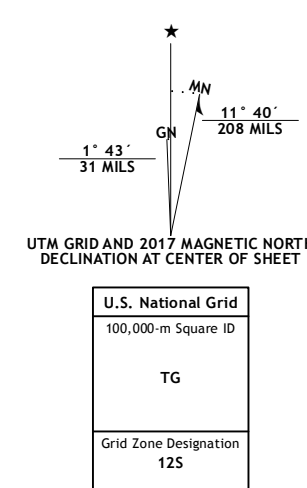 ★
MN
GN
11° 40´
208 MILS
1° 43´
31 MILS
UTM GRID AND 2017 MAGNETIC NORTH
DECLINATION AT CENTER OF SHEET
U.S. National Grid
100,000-m Square ID
TG
Grid Zone Designation
12S